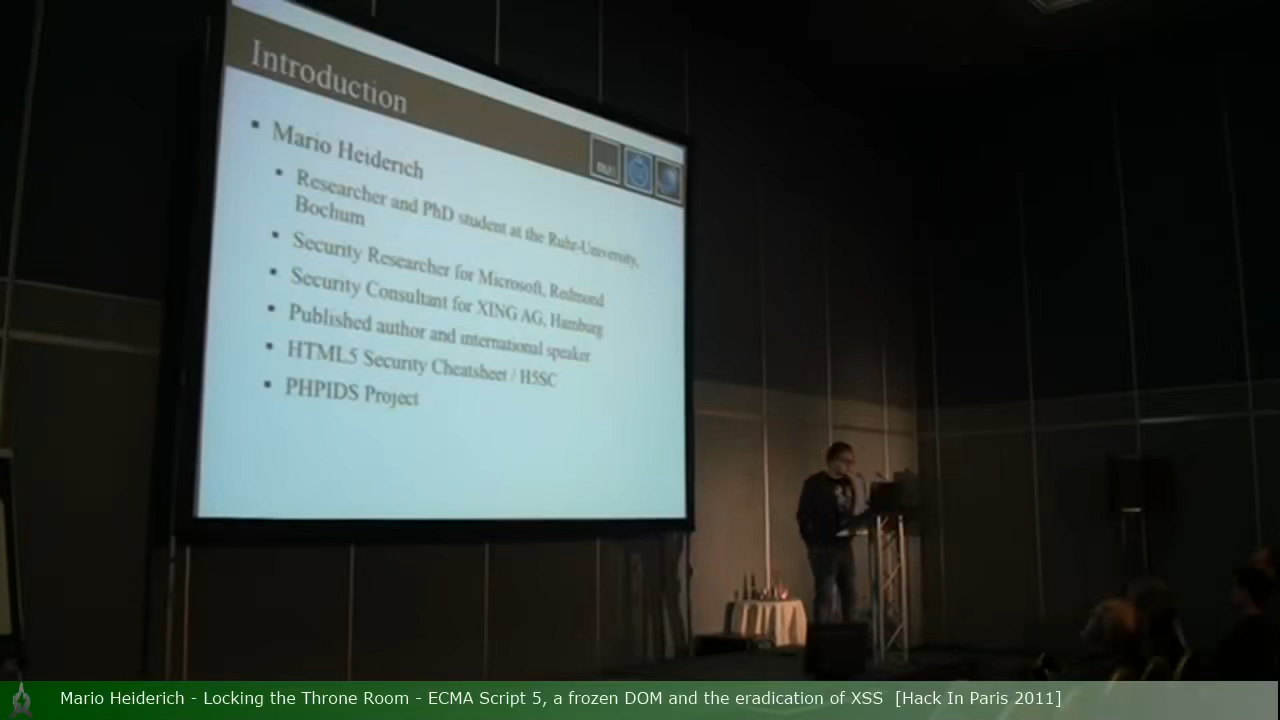 Introduction
Mario Heiderich
Researcher and PhD student at the Ruhr-University,
Bochum
Security Researcher for Microsoft, Redmond
Security Consultant for XING AG, Hamburg
Published author and international speaker
HTML5 Security Cheatsheet / H5SC
PHPIDS Project
Mario Heiderich - Locking the Throne Room - ECMA Script 5, a frozen DOM and the eradication of XSS [Hack In Paris 2011]